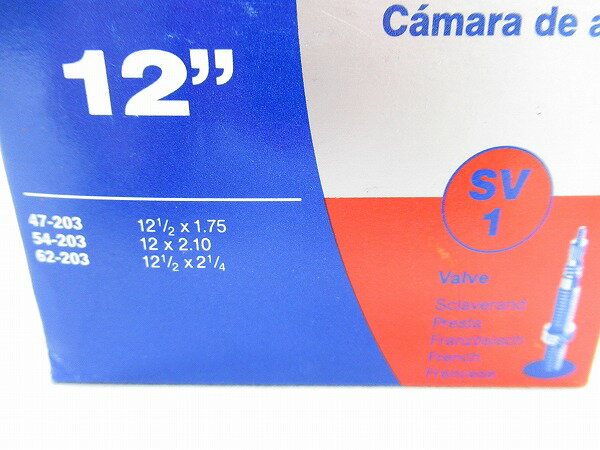 Cámara de a
12”
SV
1
47-203 12 1/2 x 1.75
54-203 12 x 2.10
62-203 12 1/2 x 2 1/4
Valve
Sclaverand
Presta
Französisch
French
Francese